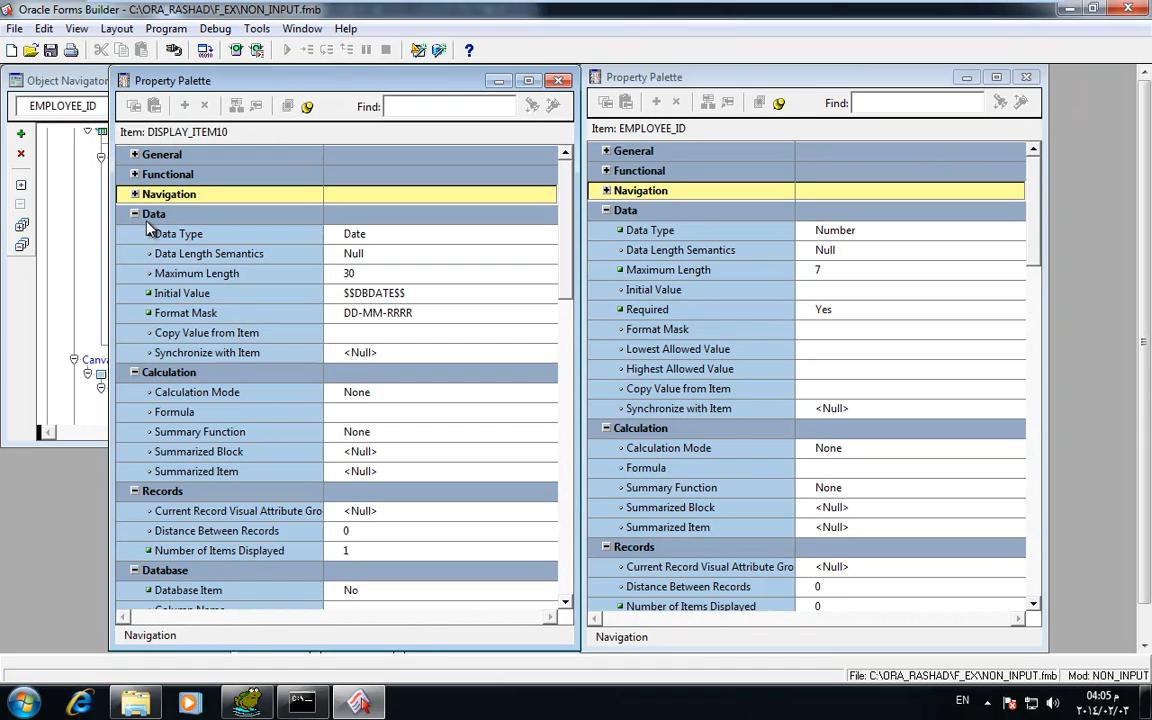 Oracle Forms Builder - C:\ORA_RASHAD\F_EX\NON_INPUT.fmb
File Edit View Layout Program Debug Tools Window Help
Object Navigator
EMPLOYEE_ID
Canva
Property Palette
Find:
Item: DISPLAY_ITEM10
General
Functional
Navigation
Data
Data Type Date
Data Length Semantics Null
Maximum Length 30
Initial Value $$DBDATE$$
Format Mask DD-MM-RRRR
Copy Value from Item
Synchronize with Item <Null>
Calculation
Calculation Mode None
Formula
Summary Function None
Summarized Block <Null>
Summarized Item <Null>
Records
Current Record Visual Attribute Gro <Null>
Distance Between Records 0
Number of Items Displayed 1
Database
Database Item No
Column Name
Navigation
Property Palette
Find:
Item: EMPLOYEE_ID
General
Functional
Navigation
Data
Data Type Number
Data Length Semantics Null
Maximum Length 7
Initial Value
Required Yes
Format Mask
Lowest Allowed Value
Highest Allowed Value
Copy Value from Item
Synchronize with Item <Null>
Calculation
Calculation Mode None
Formula
Summary Function None
Summarized Block <Null>
Summarized Item <Null>
Records
Current Record Visual Attribute Gro <Null>
Distance Between Records 0
Number of Items Displayed 0
Navigation
File: C:\ORA_RASHAD\F_EX\NON_INPUT.fmb Mod: NON_INPUT
EN
04:05 م
٢٠١٤/٠٢/٠٣